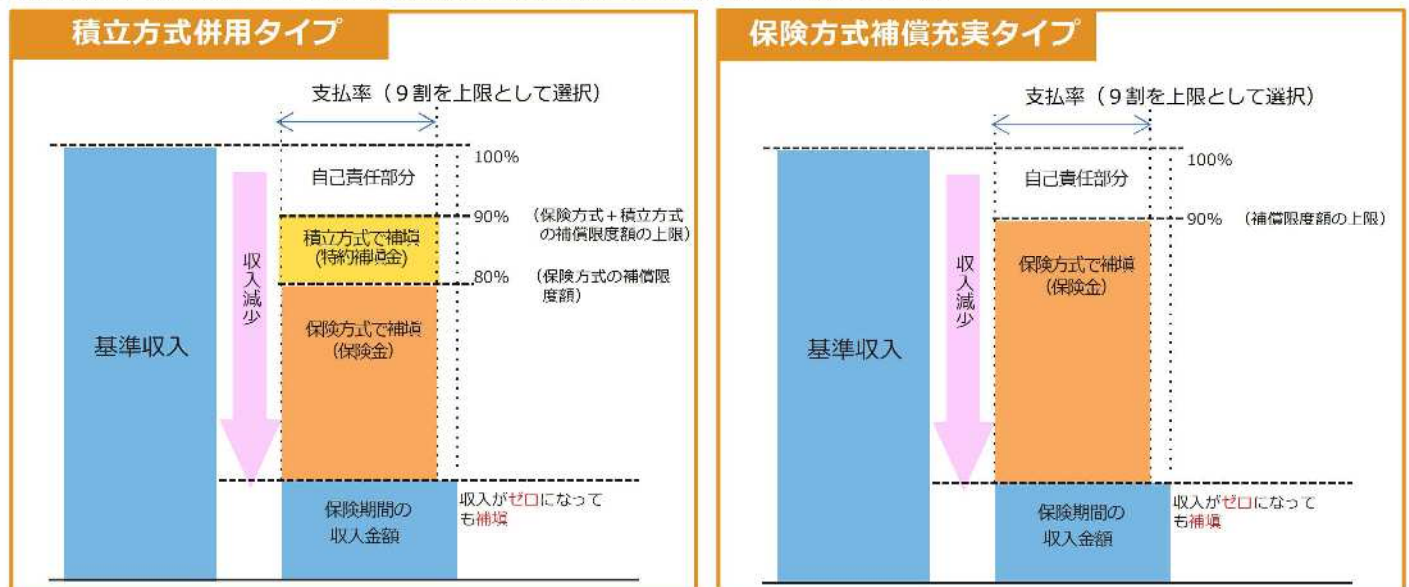 積立方式併用タイプ
支払率（９割を上限として選択）
100%
自己責任部分
90%
（保険方式＋積立方式
の補償限度額の上限）
積立方式で補填
（特約補填金）
80%
（保険方式の補償限
度額）
収入減少
基準収入
保険方式で補填
（保険金）
収入がゼロになって
も補填
保険期間の
収入金額
保険方式補償充実タイプ
支払率（９割を上限として選択）
100%
自己責任部分
90%
（補償限度額の上限）
収入減少
基準収入
保険方式で補填
（保険金）
収入がゼロになって
も補填
保険期間の
収入金額